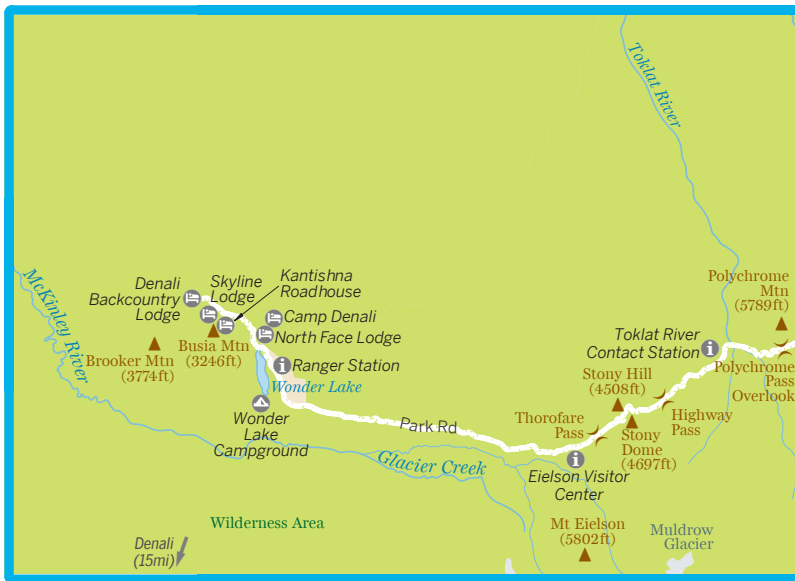 Toklat River
McKinley River
Denali
Backcountry
Lodge
Skyline
Lodge
Kantishna
Roadhouse
Camp Denali
North Face Lodge
Busia Mtn
(3246ft)
Brooker Mtn
(3774ft)
Ranger Station
Wonder Lake
Wonder
Lake
Campground
Park Rd
Glacier Creek
Polychrome
Mtn
(5789ft)
Toklat River
Contact Station
Polychrome
Pass
Overlook
Stony Hill
(4508ft)
Highway
Pass
Thorofare
Pass
Stony
Dome
(4697ft)
Eielson Visitor
Center
Wilderness Area
Denali
(15mi)
Mt Eielson
(5802ft)
Muldrow
Glacier